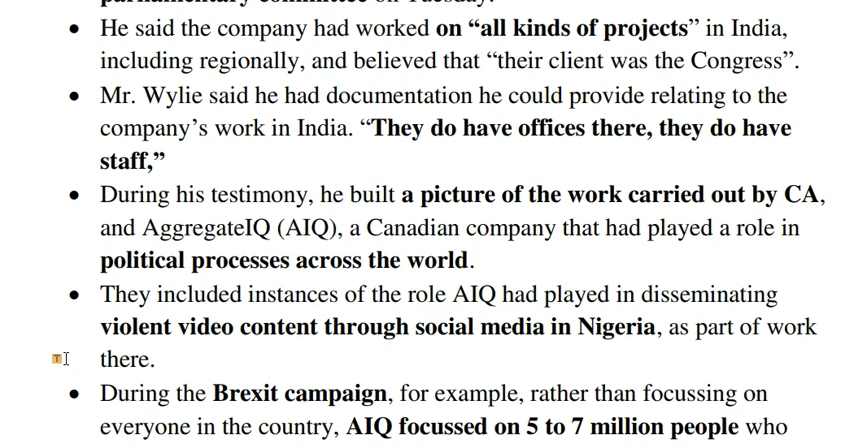 parliamentary committee on Tuesday.
He said the company had worked on “all kinds of projects” in India,
including regionally, and believed that “their client was the Congress”.
Mr. Wylie said he had documentation he could provide relating to the
company’s work in India. “They do have offices there, they do have
staff,”
During his testimony, he built a picture of the work carried out by CA,
and AggregateIQ (AIQ), a Canadian company that had played a role in
political processes across the world.
They included instances of the role AIQ had played in disseminating
violent video content through social media in Nigeria, as part of work
there.
During the Brexit campaign, for example, rather than focussing on
everyone in the country, AIQ focussed on 5 to 7 million people who